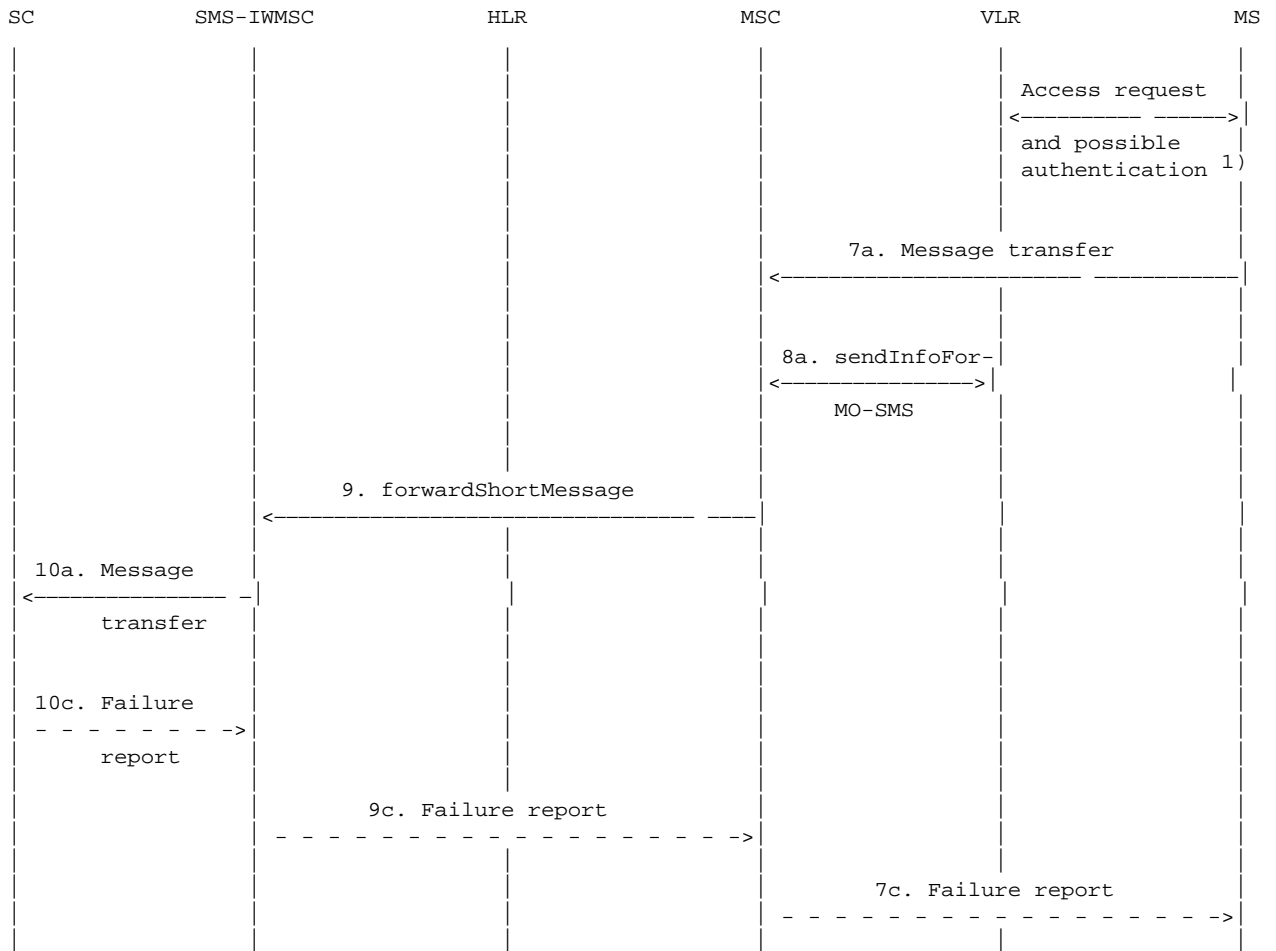 SC SMS-IWMSC HLR MSC VLR MS
Access request
and possible
authentication 1)
7a. Message transfer
8a. sendInfoFor-
MO-SMS
9. forwardShortMessage
10a. Message
transfer
10c. Failure
report
9c. Failure report
7c. Failure report